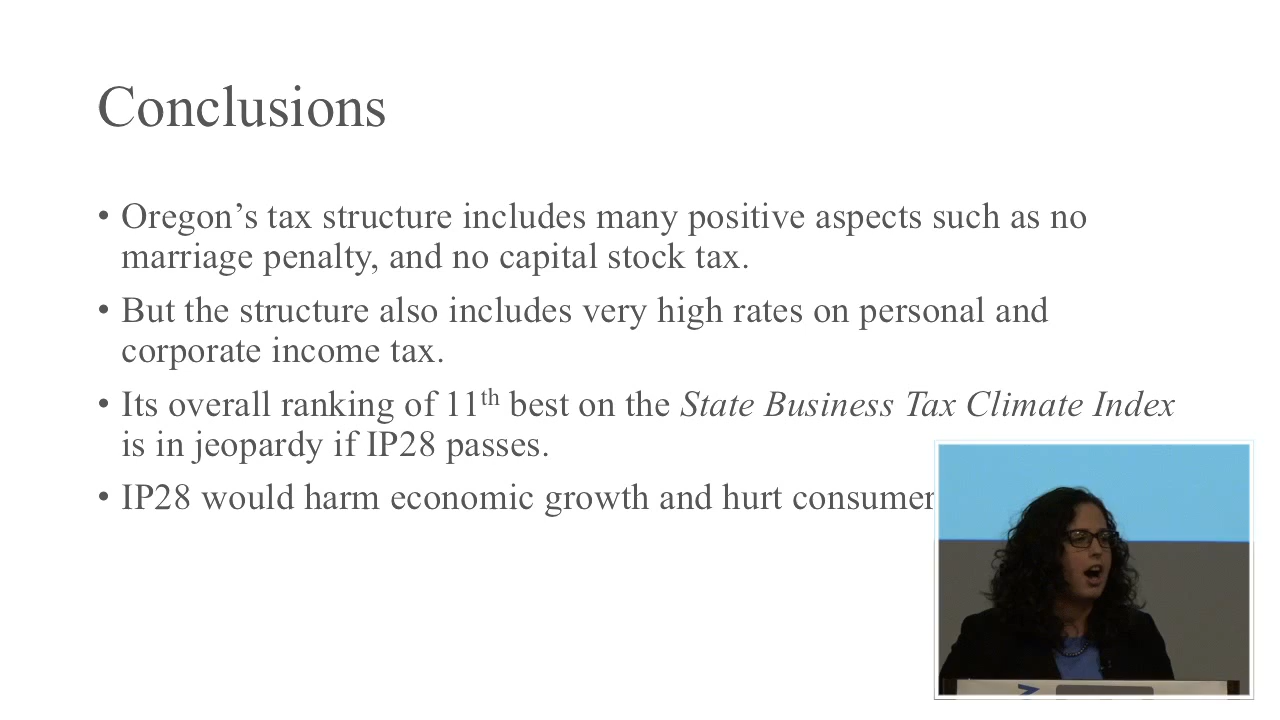 Conclusions
• Oregon’s tax structure includes many positive aspects such as no
marriage penalty, and no capital stock tax.
• But the structure also includes very high rates on personal and
corporate income tax.
• Its overall ranking of 11th best on the State Business Tax Climate Index
is in jeopardy if IP28 passes.
• IP28 would harm economic growth and hurt consumer